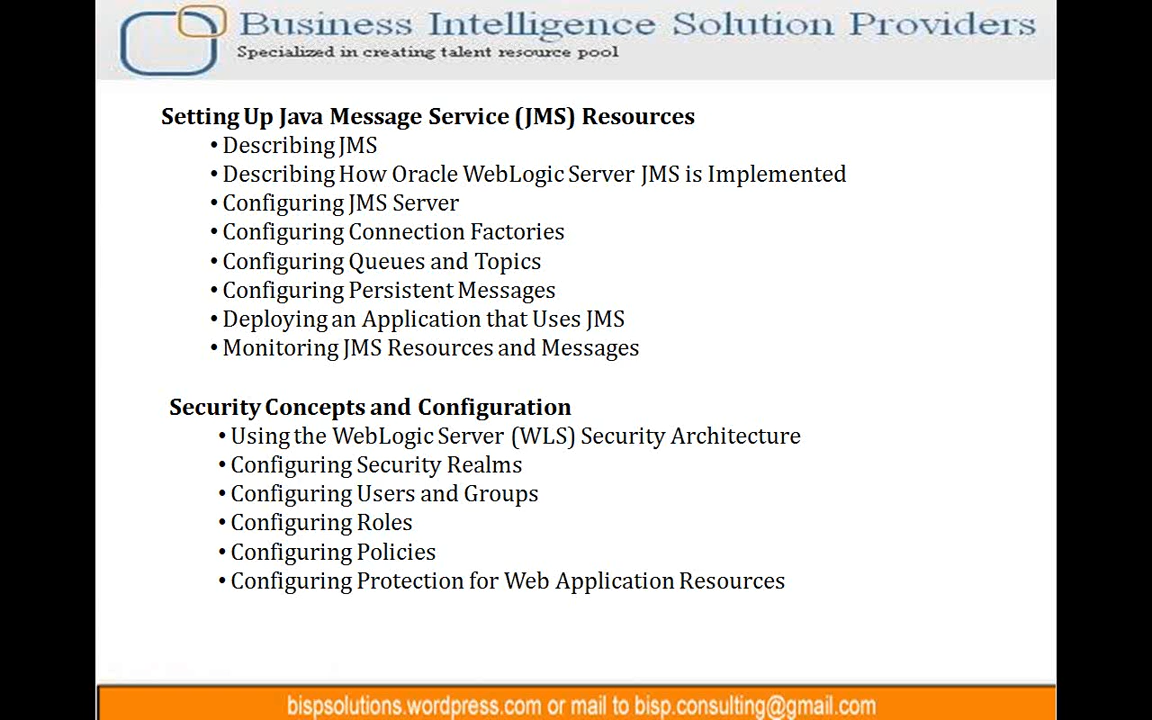 Business Intelligence Solution Providers
Specialized in creating talent resource pool
Setting Up Java Message Service (JMS) Resources
• Describing JMS
• Describing How Oracle WebLogic Server JMS is Implemented
• Configuring JMS Server
• Configuring Connection Factories
• Configuring Queues and Topics
• Configuring Persistent Messages
• Deploying an Application that Uses JMS
• Monitoring JMS Resources and Messages
Security Concepts and Configuration
• Using the WebLogic Server (WLS) Security Architecture
• Configuring Security Realms
• Configuring Users and Groups
• Configuring Roles
• Configuring Policies
• Configuring Protection for Web Application Resources
bispsolutions.wordpress.com or mail to bisp.consulting@gmail.com